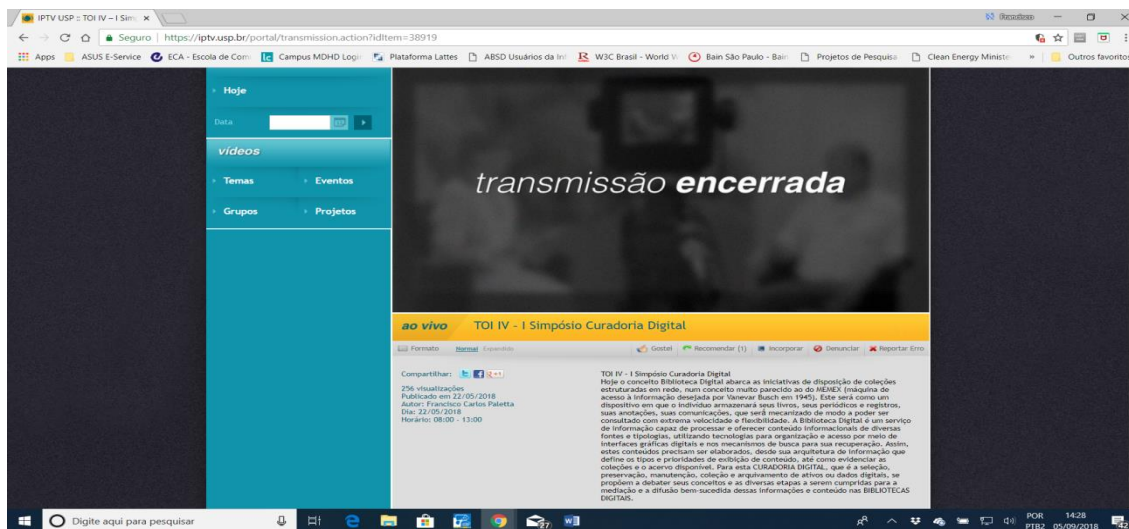 IPTV USP :: TOI IV – I Sim
Seguro | https://iptv.usp.br/portal/transmission.action?idItem=38919
Apps ASUS E-Service ECA - Escola de Com Campus MDHD Logi Plataforma Lattes ABSD Usuários da Int W3C Brasil - World W Bain São Paulo - Bain Projetos de Pesquisa Clean Energy Ministe » Outros favoritos
Hoje
Data
vídeos
Temas Eventos
Grupos Projetos
transmissão encerrada
ao vivo TOI IV - I Simpósio Curadoria Digital
Formato Normal Expandido Gostei Recomendar (1) Incorporar Denunciar Reportar Erro
Compartilhar:
256 visualizações
Publicado em 22/05/2018
Autor: Francisco Carlos Paletta
Dia: 22/05/2018
Horário: 08:00 - 13:00
TOI IV - I Simpósio Curadoria Digital
Hoje o conceito Biblioteca Digital abarca as iniciativas de disposição de coleções
estruturadas em rede, num conceito muito parecido ao do MEMEX (máquina de
acesso à informação desejada por Vanevar Busch em 1945). Este será como um
dispositivo em que o indivíduo armazenará seus livros, seus periódicos e registros,
suas anotações, suas comunicações, que será mecanizado de modo a poder ser
consultado com extrema velocidade e flexibilidade. A Biblioteca Digital é um serviço
de informação capaz de processar e oferecer conteúdo informacionais de diversas
fontes e tipologias, utilizando tecnologias para organização e acesso por meio de
interfaces gráficas digitais e nos mecanismos de busca para sua recuperação. Assim,
estes conteúdos precisam ser elaborados, desde sua arquitetura de informação que
define os tipos e prioridades de exibição de conteúdo, até como evidenciar as
coleções e o acervo disponível. Para esta CURADORIA DIGITAL, que é a seleção,
preservação, manutenção, coleção e arquivamento de ativos ou dados digitais, se
propõem a debater seus conceitos e as diversas etapas a serem cumpridas para a
mediação e a difusão bem-sucedida dessas informações e conteúdo nas BIBLIOTECAS
DIGITAIS.
Digite aqui para pesquisar 27 POR 14:28
PTB2 05/09/2018 42